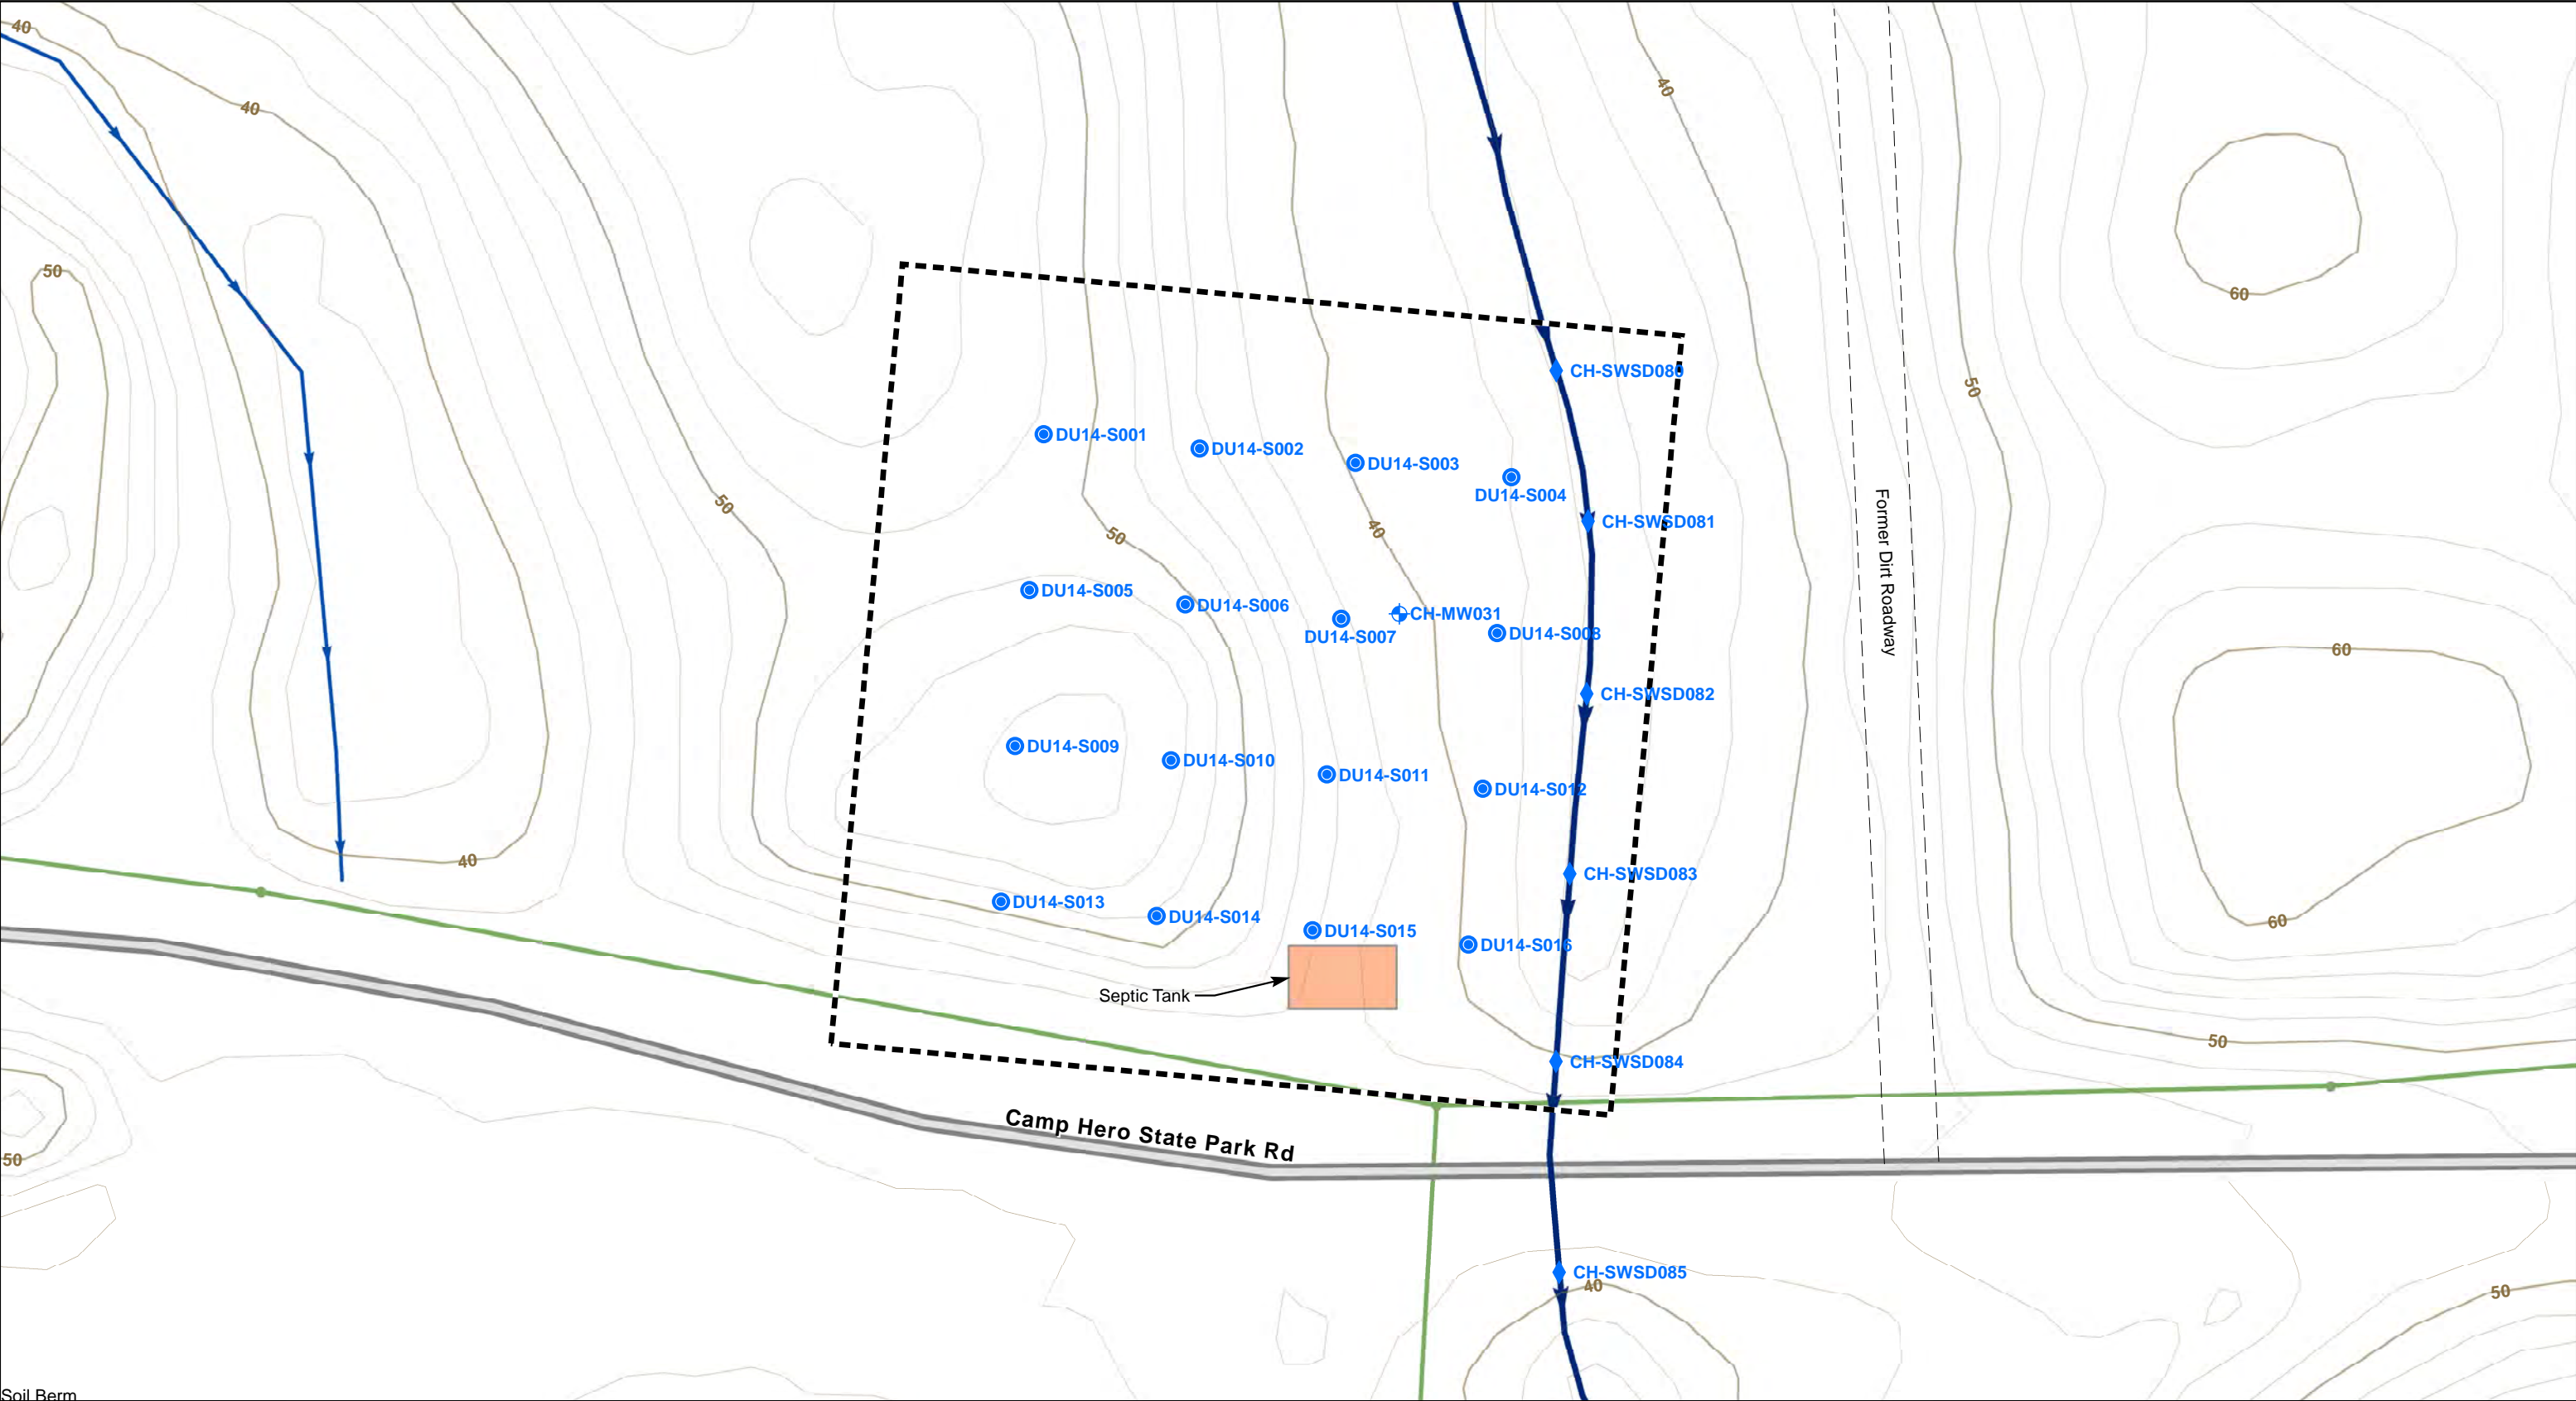 40
40
40
50
60
CH-SWSD080
50
DU14-S001
DU14-S002
DU14-S003
DU14-S004
50
50
40
CH-SWSD081
Former Dirt Roadway
DU14-S005
DU14-S006
DU14-S007
CH-MW031
DU14-S008
60
CH-SWSD082
DU14-S009
DU14-S010
DU14-S011
DU14-S012
40
CH-SWSD083
DU14-S013
DU14-S014
DU14-S015
DU14-S016
60
Septic Tank
50
CH-SWSD084
Camp Hero State Park Rd
50
CH-SWSD085
40
50
Soil Berm